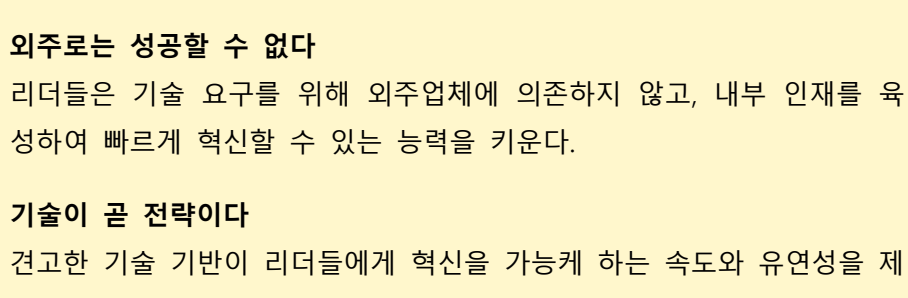 외주로는 성공할 수 없다
리더들은 기술 요구를 위해 외주업체에 의존하지 않고, 내부 인재를 육
성하여 빠르게 혁신할 수 있는 능력을 키운다.
기술이 곧 전략이다
견고한 기술 기반이 리더들에게 혁신을 가능케 하는 속도와 유연성을 제